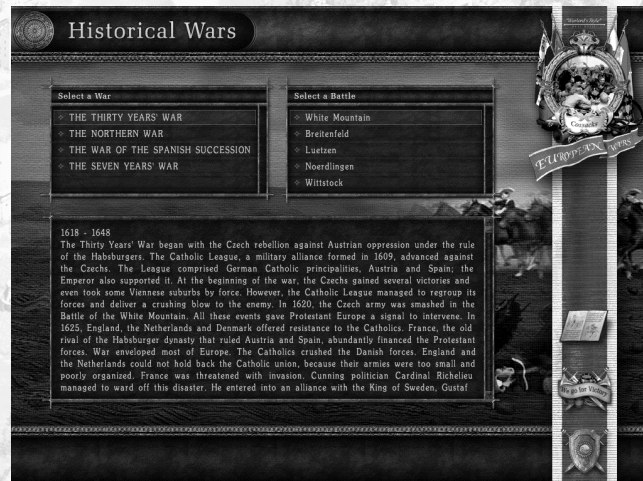 Historical Wars
"Warlord's Rule"
Select a War
THE THIRTY YEARS' WAR
THE NORTHERN WAR
THE WAR OF THE SPANISH SUCCESSION
THE SEVEN YEARS' WAR
Select a Battle
White Mountain
Breitenfeld
Luetzen
Noerdlingen
Wittstock
Cossacks
EUROPEAN WARS
1618 - 1648
The Thirty Years' War began with the Czech rebellion against Austrian oppression under the rule
of the Habsburgers. The Catholic League, a military alliance formed in 1609, advanced against
the Czechs. The League comprised German Catholic principalities, Austria and Spain; the
Emperor also supported it. At the beginning of the war, the Czechs gained several victories and
even took some Viennese suburbs by force. However, the Catholic League managed to regroup its
forces and deliver a crushing blow to the enemy. In 1620, the Czech army was smashed in the
Battle of the White Mountain. All these events gave Protestant Europe a signal to intervene. In
1625, England, the Netherlands and Denmark offered resistance to the Catholics. France, the old
rival of the Habsburger dynasty that ruled Austria and Spain, abundantly financed the Protestant
forces. War enveloped most of Europe. The Catholics crushed the Danish forces. England and
the Netherlands could not hold back the Catholic union, because their armies were too small and
poorly organized. France was threatened with invasion. Cunning politician Cardinal Richelieu
managed to ward off this disaster. He entered into an alliance with the King of Sweden, Gustaf
We go for Victory